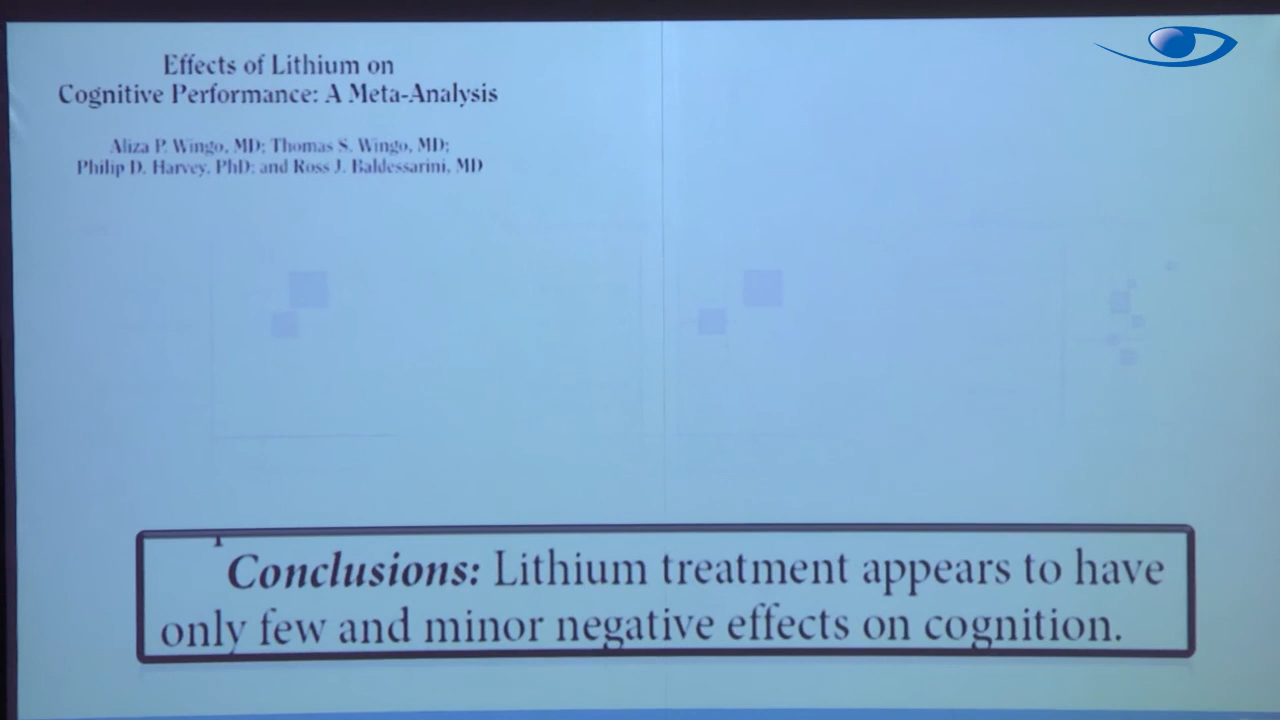 Effects of Lithium on
Cognitive Performance: A Meta-Analysis
Aliza P. Wingo, MD; Thomas S. Wingo, MD;
Philip D. Harvey, PhD; and Ross J. Baldessarini, MD
Conclusions: Lithium treatment appears to have
only few and minor negative effects on cognition.